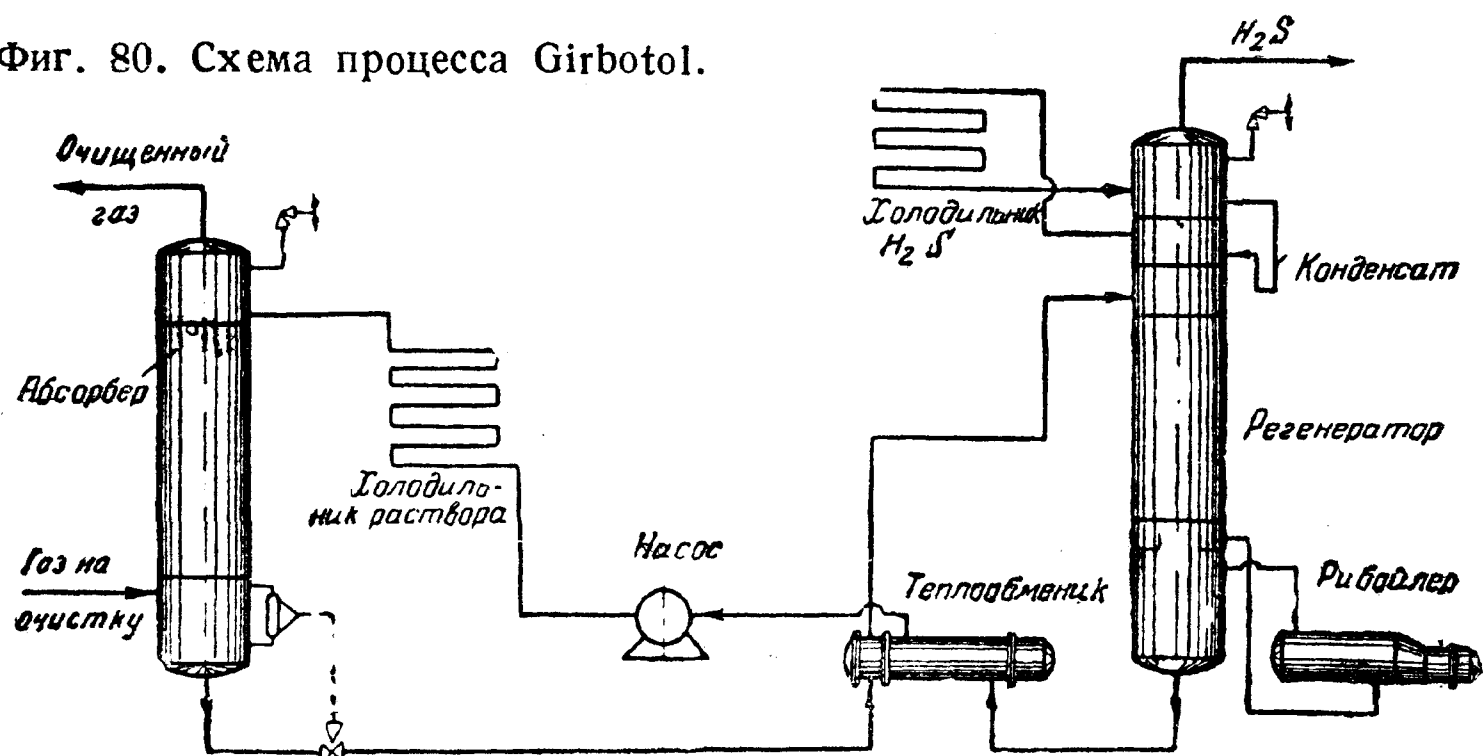 Фиг. 80. Схема процесса Girbotol.
H₂S
Очищенный
газ
Холодильник
H₂S
Конденсат
Абсорбер
Регенератор
Холодиль-
ник раствора
Насос
Газ на
очистку
Теплообменик
Рибойлер